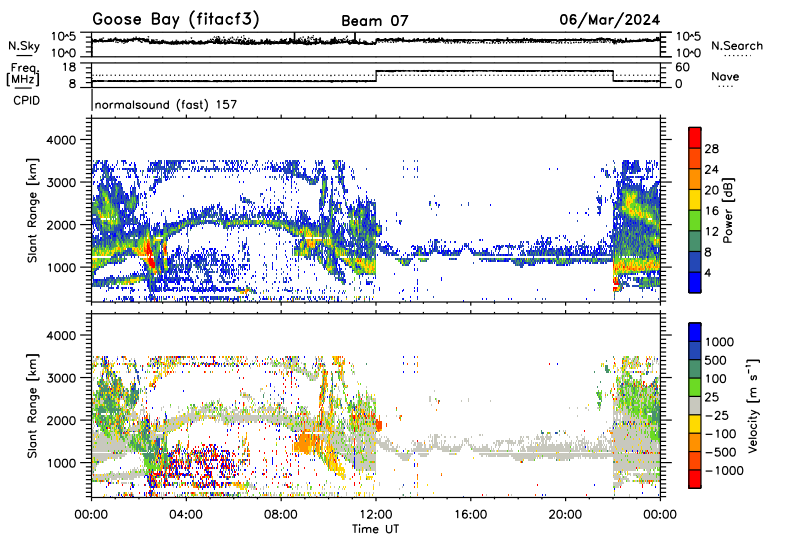 Goose Bay (fitacf3) Beam 07 06/Mar/2024
N.Sky 10^5 10^0 10^5 10^0 N.Search
Freq. [MHz] 18 8 60 0 Nave
CPID normalsound (fast) 157
Slant Range [km] 4000 3000 2000 1000
Power [dB] 28 24 20 16 12 8 4
Slant Range [km] 4000 3000 2000 1000
Velocity [m s⁻¹] 1000 500 100 25 −25 −100 −500 −1000
00:00 04:00 08:00 12:00 16:00 20:00 00:00
Time UT